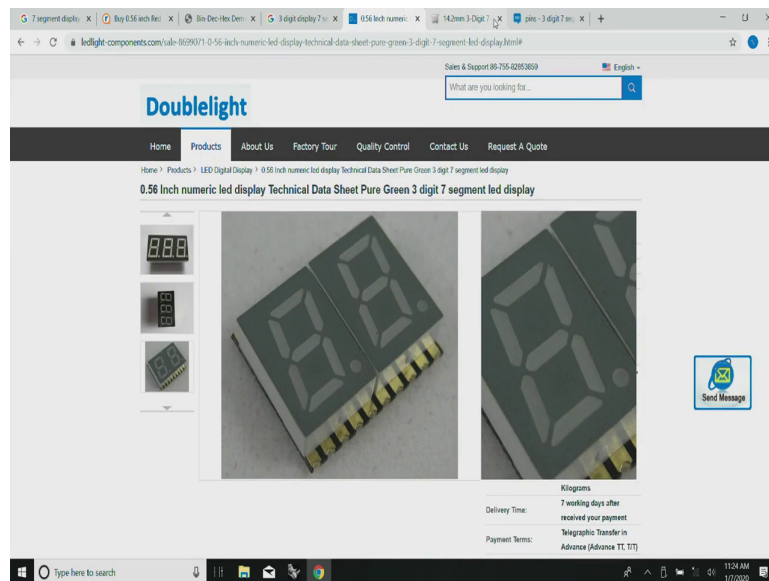 7 segment display
Buy 0.56 inch Red
Bin-Dec-Hex Dem
3 digit display 7 se
0.56 Inch numeric
14.2mm 3-Digit 7
pins - 3 digit 7 seg
ledlight-components.com/sale-8699071-0-56-inch-numeric-led-display-technical-data-sheet-pure-green-3-digit-7-segment-led-display.html#
Sales & Support:86-755-82853859
English
What are you looking for...
Doublelight
Home Products About Us Factory Tour Quality Control Contact Us Request A Quote
Home > Products > LED Digital Display > 0.56 Inch numeric led display Technical Data Sheet Pure Green 3 digit 7 segment led display
0.56 Inch numeric led display Technical Data Sheet Pure Green 3 digit 7 segment led display
Send Message
Kilograms
Delivery Time: 7 working days after
received your payment
Payment Terms: Telegraphic Transfer in
Advance (Advance TT, T/T)
Type here to search
11:24 AM
1/7/2020